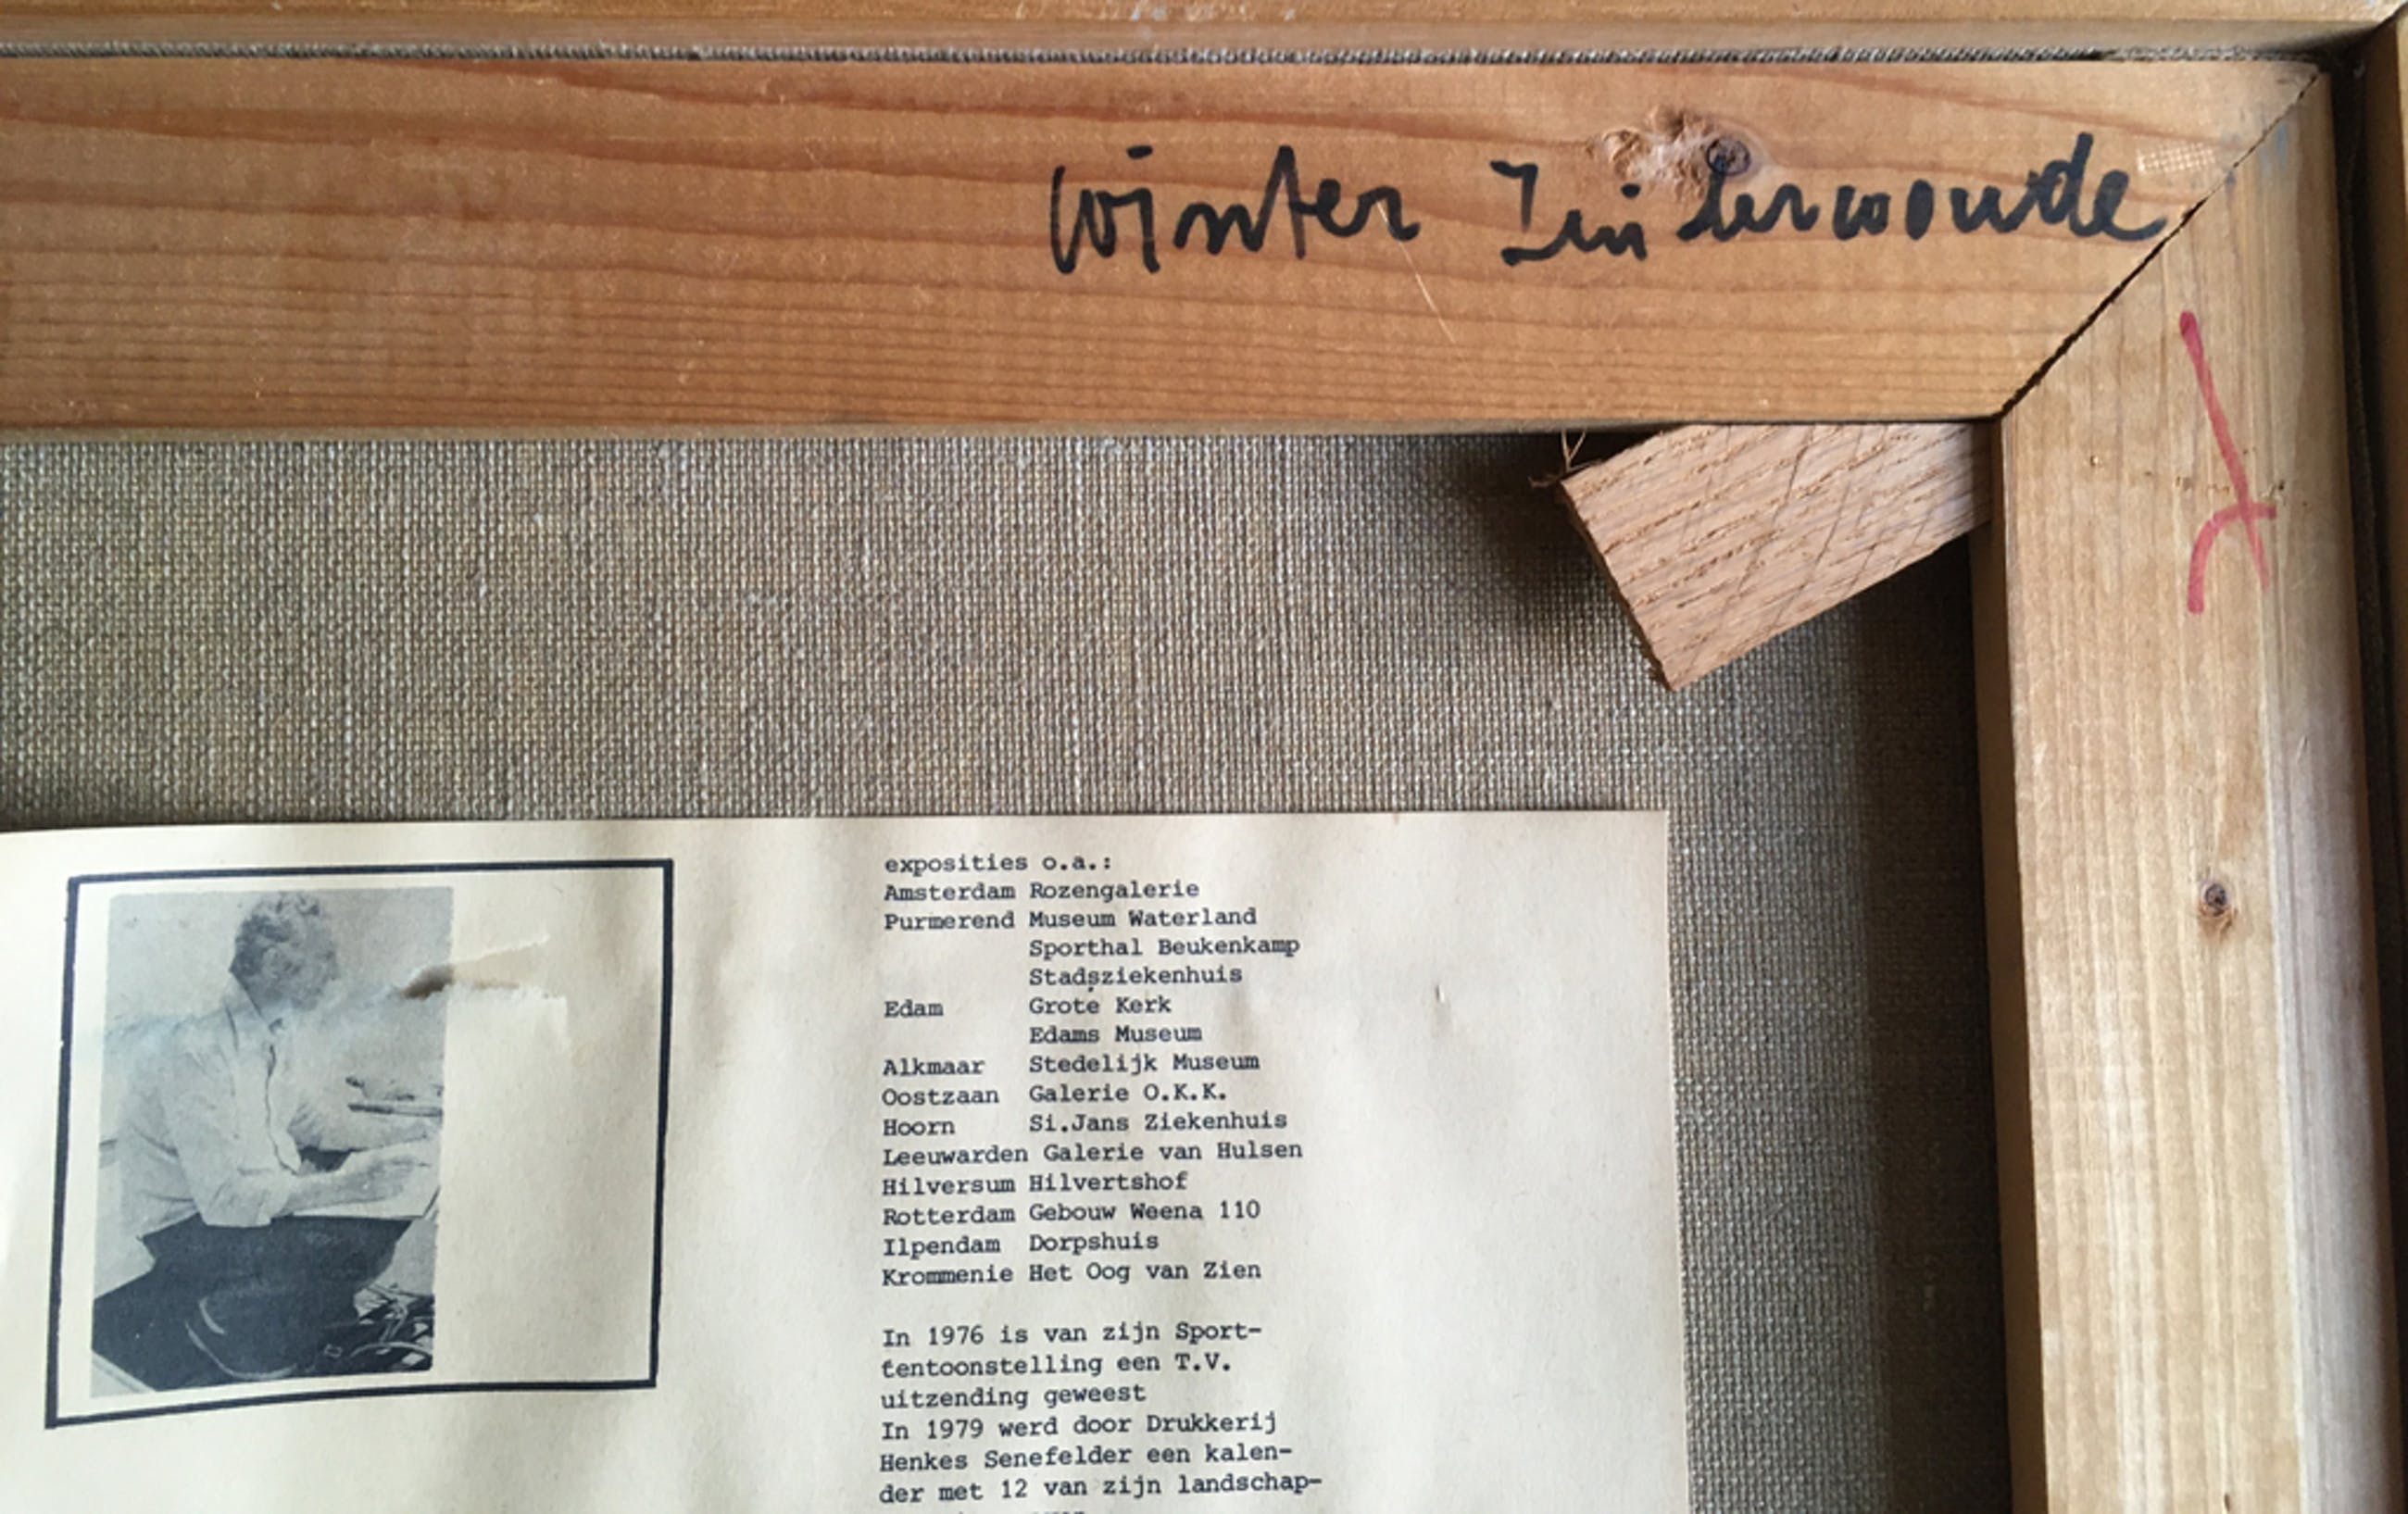 Winter Zuiderwoude
exposities o.a.:
Amsterdam Rozengalerie
Purmerend Museum Waterland
Sporthal Beukenkamp
Stadsziekenhuis
Edam Grote Kerk
Edams Museum
Alkmaar Stedelijk Museum
Oostzaan Galerie O.K.K.
Hoorn Si.Jans Ziekenhuis
Leeuwarden Galerie van Hulsen
Hilversum Hilvertshof
Rotterdam Gebouw Weena 110
Ilpendam Dorpshuis
Krommenie Het Oog van Zien
In 1976 is van zijn Sport-
tentoonstelling een T.V.
uitzending geweest
In 1979 werd door Drukkerij
Henkes Senefelder een kalen-
der met 12 van zijn landschap-